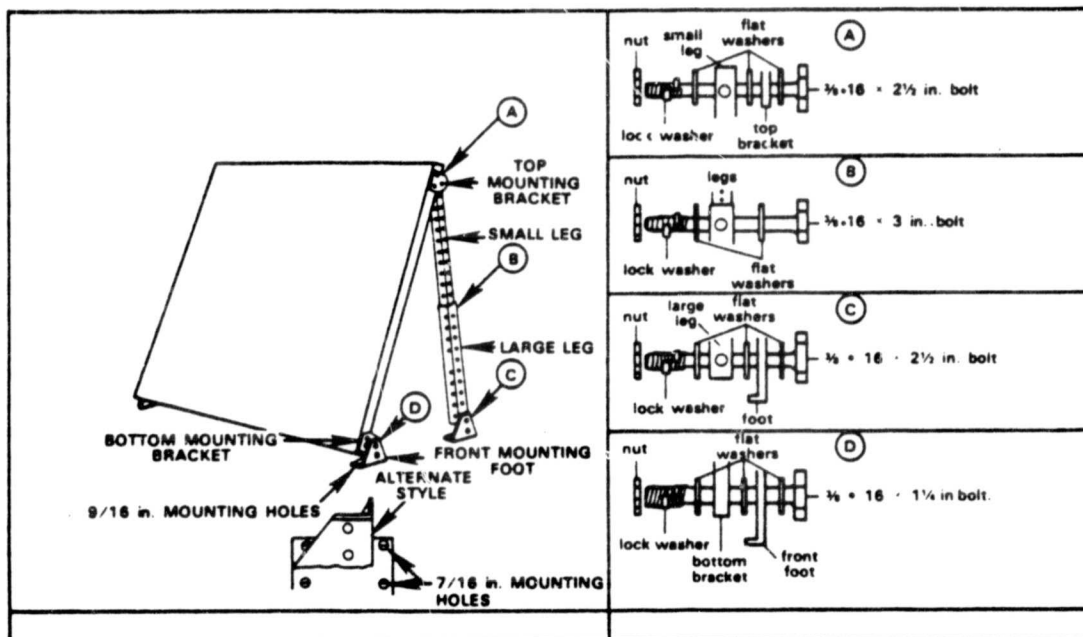 A
TOP
MOUNTING
BRACKET
SMALL LEG
B
LARGE LEG
C
D
BOTTOM MOUNTING
BRACKET
FRONT MOUNTING
FOOT
ALTERNATE
STYLE
9/16 in. MOUNTING HOLES
7/16 in. MOUNTING
HOLES
A
nut
small
leg
flat
washers
⅜-16 × 2½ in. bolt
lock washer
top
bracket
B
nut
legs
⅜-16 × 3 in. bolt
lock washer
flat
washers
C
nut
large
leg
flat
washers
⅜ - 16 - 2½ in. bolt
lock washer
foot
D
nut
flat
washers
⅜ - 16 - 1¼ in bolt.
lock washer
bottom
bracket
front
foot